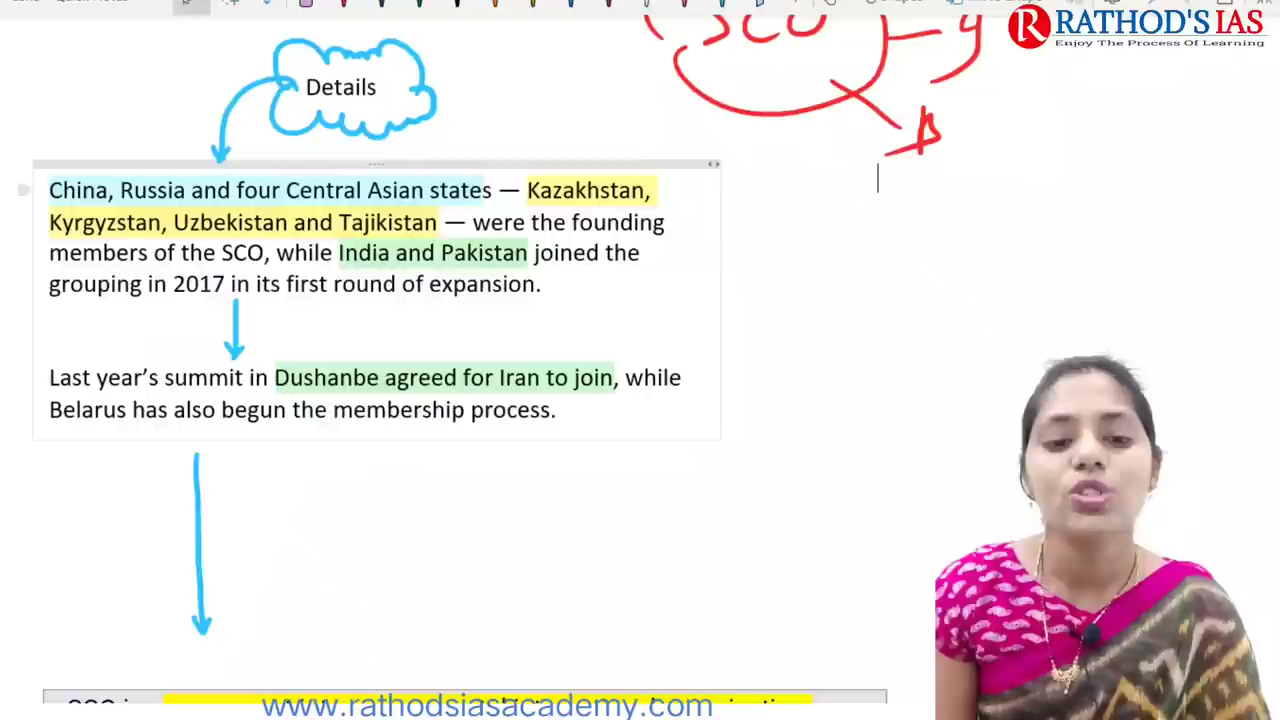 RATHOD'S IAS
Enjoy The Process Of Learning
SCO
Details
China, Russia and four Central Asian states — Kazakhstan,
Kyrgyzstan, Uzbekistan and Tajikistan — were the founding
members of the SCO, while India and Pakistan joined the
grouping in 2017 in its first round of expansion.
Last year's summit in Dushanbe agreed for Iran to join, while
Belarus has also begun the membership process.
www.rathodsiasacademy.com